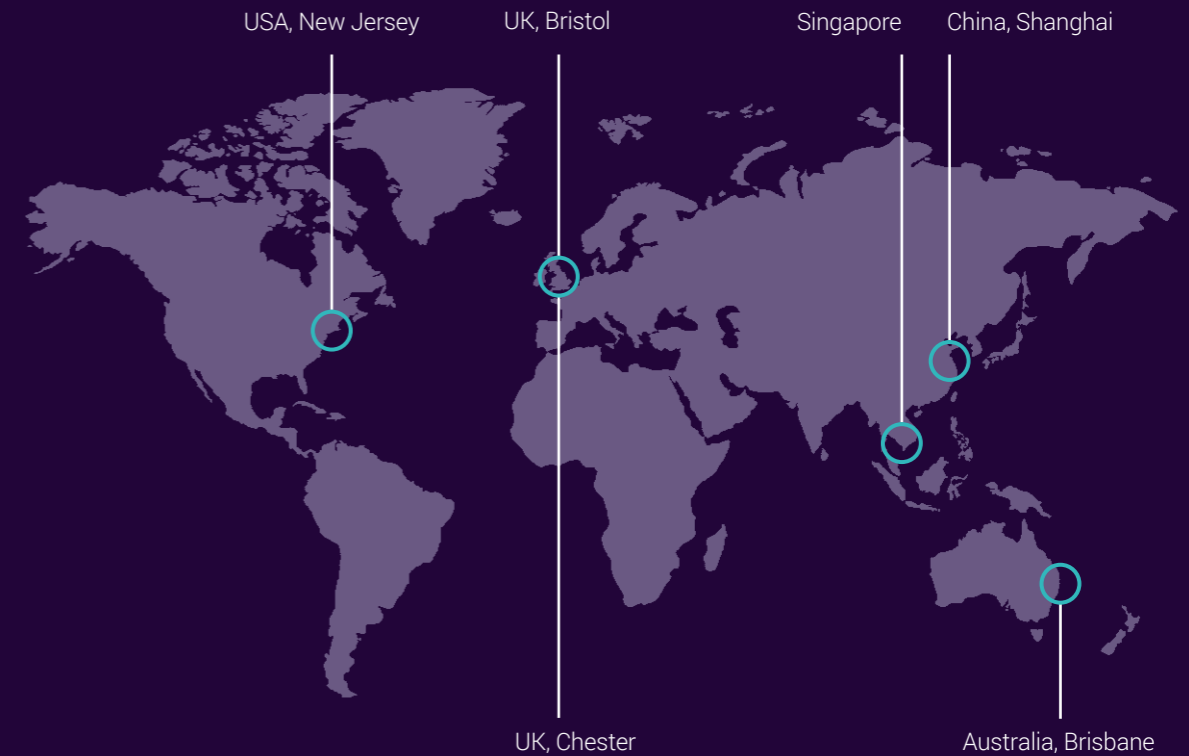 USA, New Jersey
UK, Bristol
Singapore
China, Shanghai
UK, Chester
Australia, Brisbane